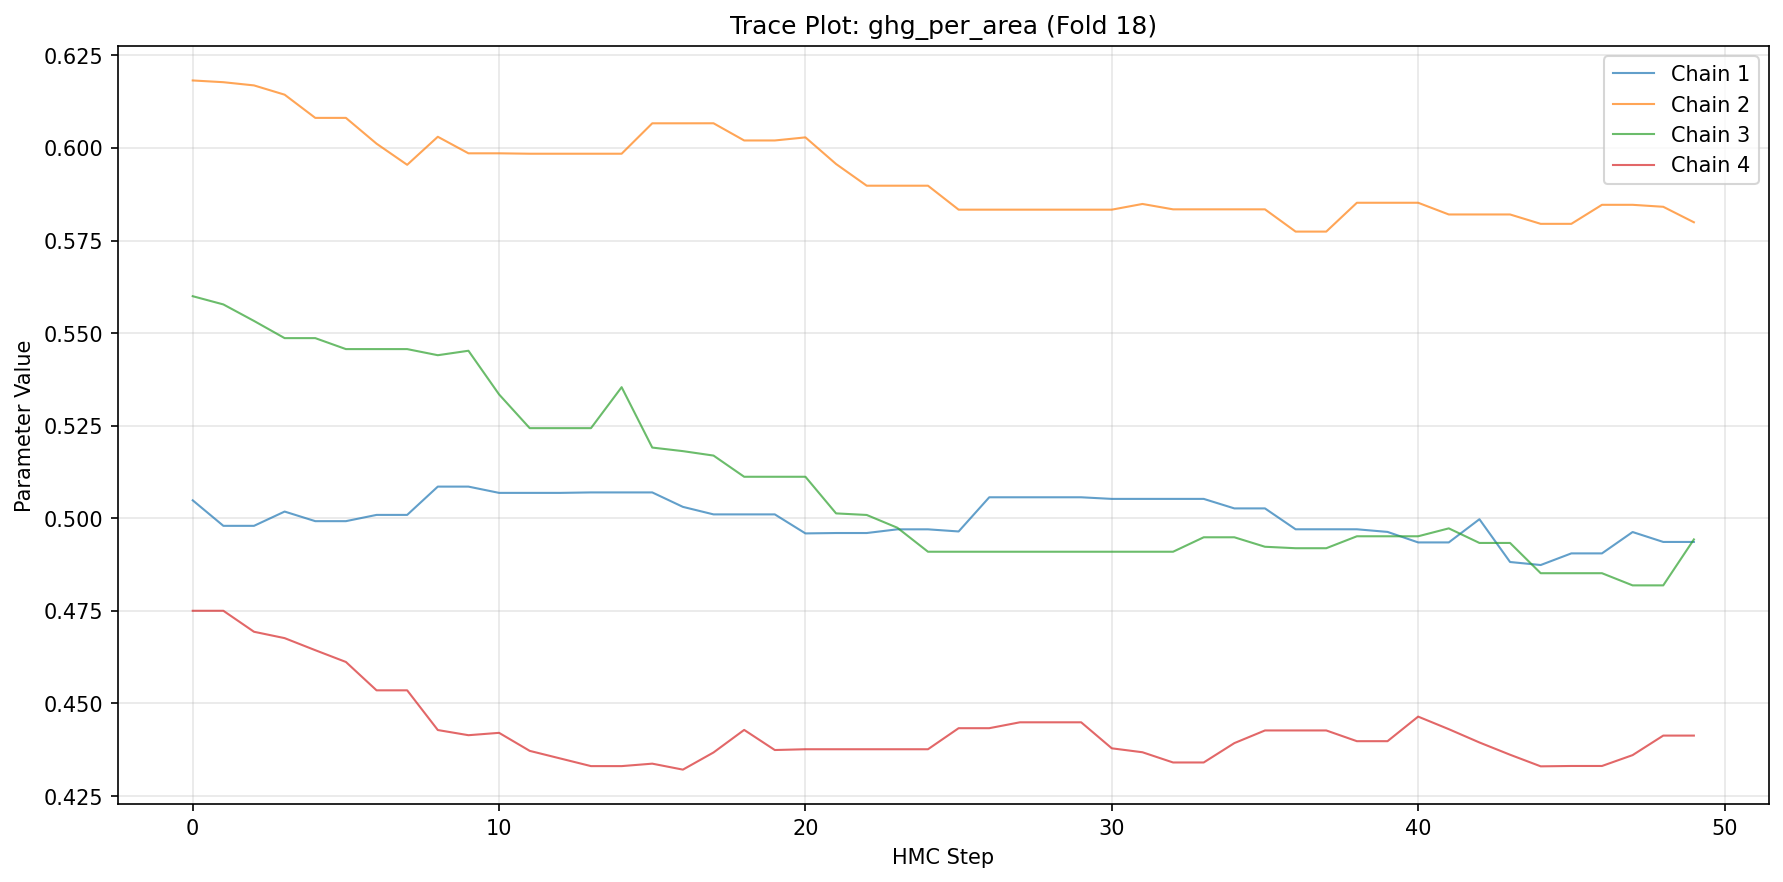 Trace Plot: ghg_per_area (Fold 18)
Parameter Value
0.625
0.600
0.575
0.550
0.525
0.500
0.475
0.450
0.425
Chain 1
Chain 2
Chain 3
Chain 4
0 10 20 30 40 50
HMC Step